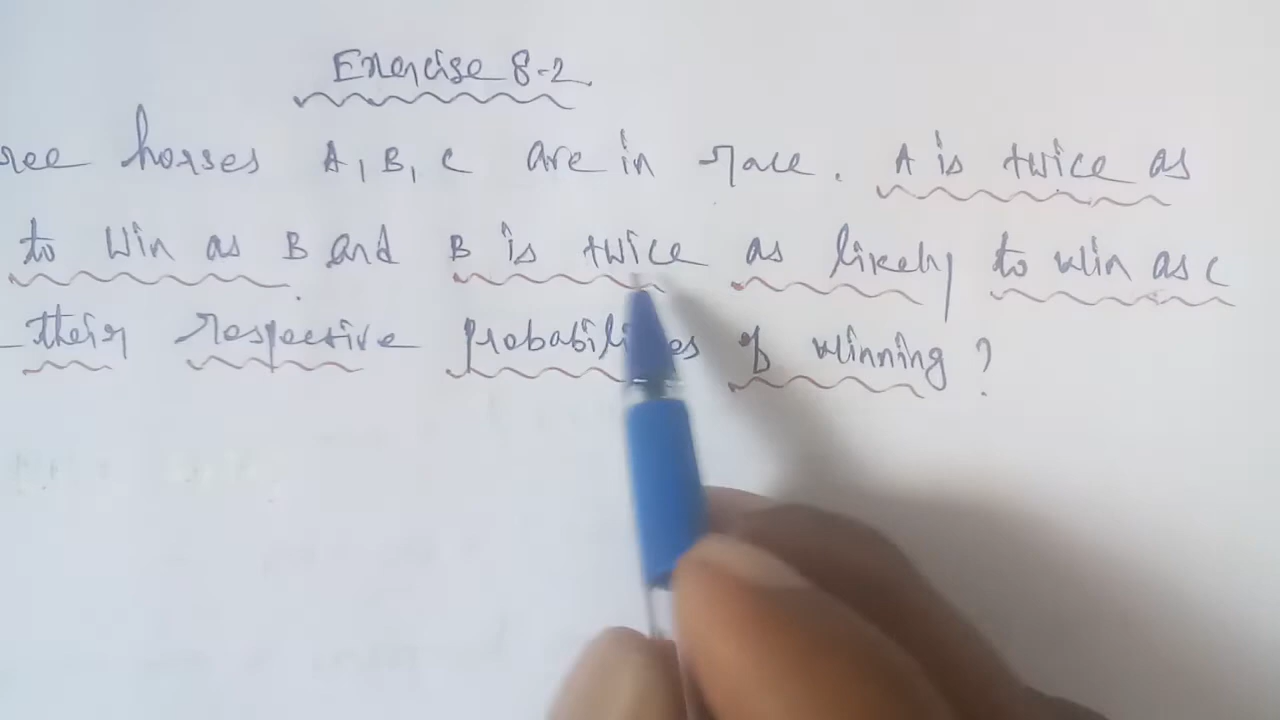 Exercise 8-2
ree horses A, B, C are in race. A is twice as
to win as B and B is twice as likely to win as C
their respective probabilities of winning?